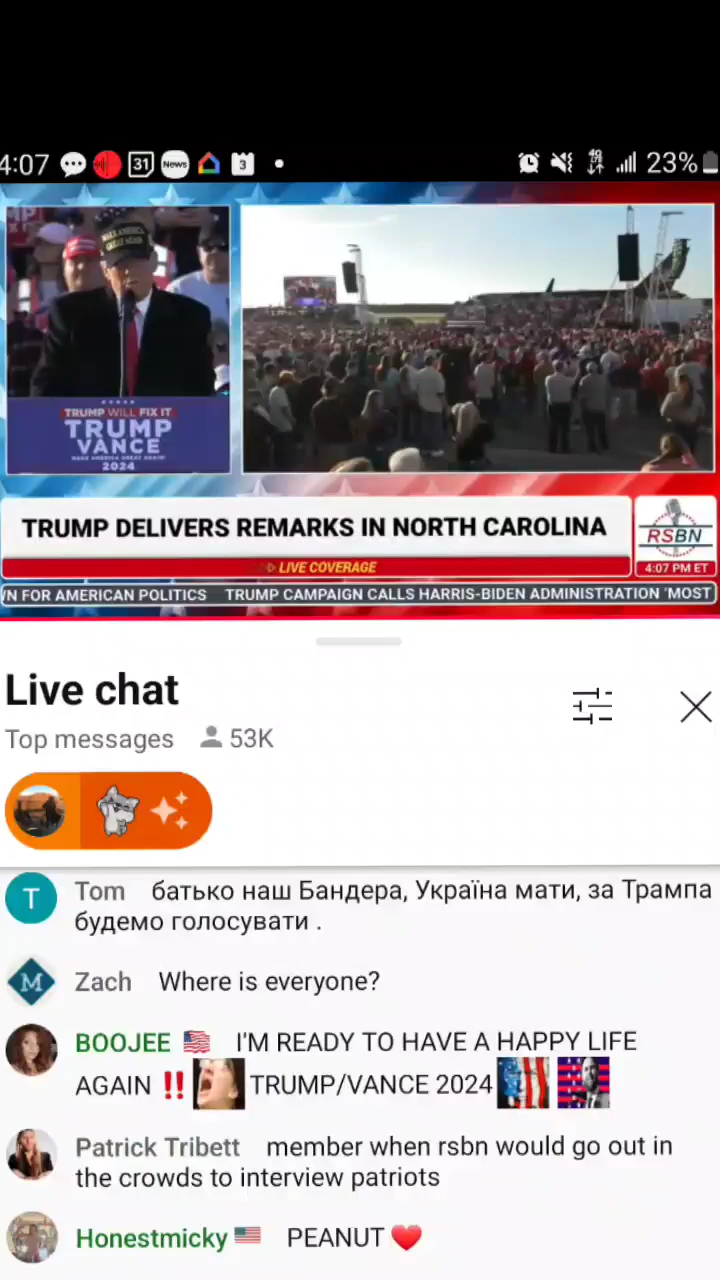 4:07
31
News
3
4G
23%
MAKE AMERICA
GREAT AGAIN
TRUMP WILL FIX IT
TRUMP
VANCE
MAKE AMERICA GREAT AGAIN!
2024
TRUMP DELIVERS REMARKS IN NORTH CAROLINA
RSBN
LIVE COVERAGE
4:07 PM ET
N FOR AMERICAN POLITICS TRUMP CAMPAIGN CALLS HARRIS-BIDEN ADMINISTRATION 'MOST
Live chat
Top messages 53K
T
Tom батько наш Бандера, Україна мати, за Трампа
будемо голосувати .
M
Zach Where is everyone?
BOOJEE 🇺🇸 I'M READY TO HAVE A HAPPY LIFE
AGAIN ‼️ TRUMP/VANCE 2024
Patrick Tribett member when rsbn would go out in
the crowds to interview patriots
Honestmicky 🇺🇸 PEANUT ❤️